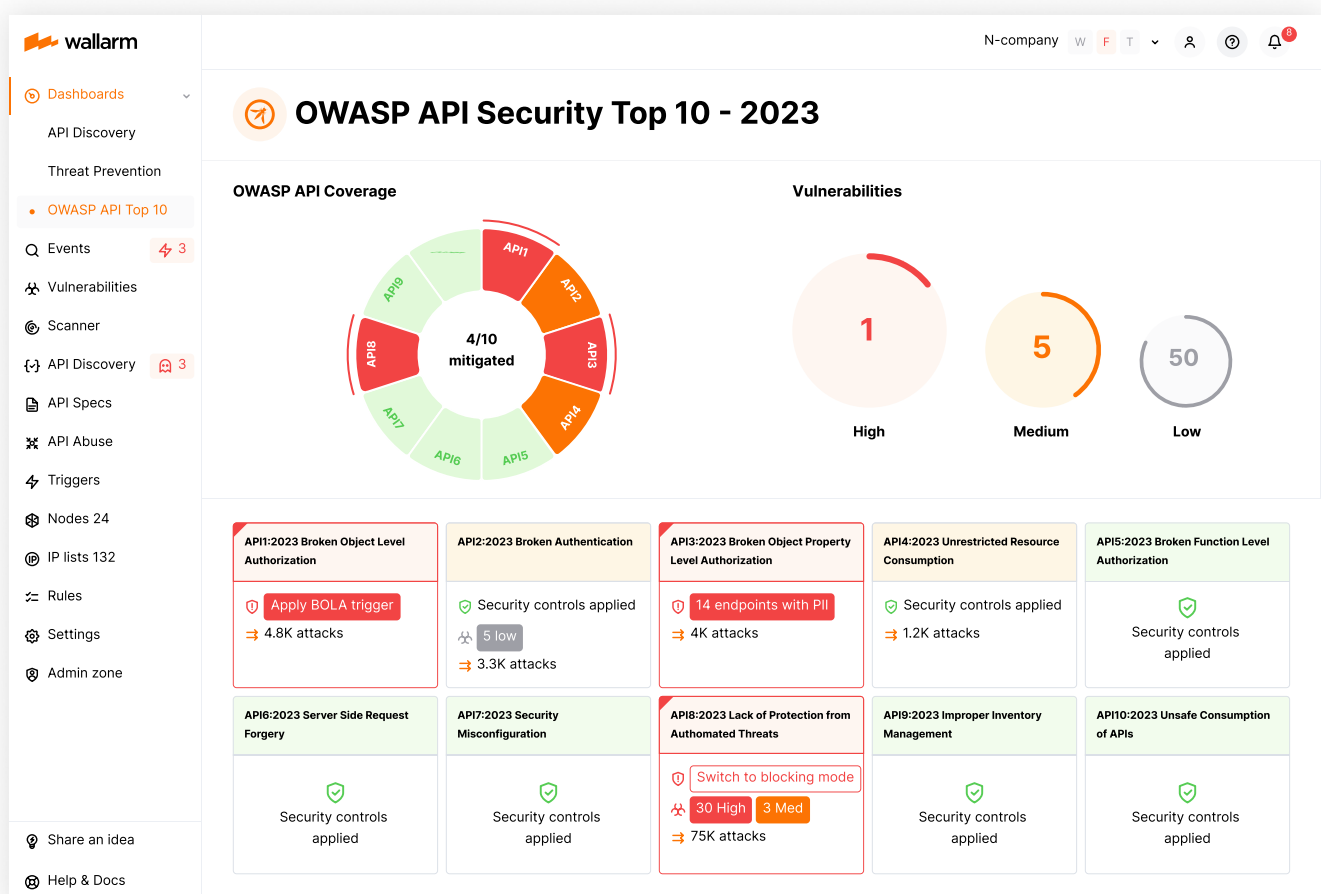 wallarm
N-company
W F T
8
Dashboards
API Discovery
Threat Prevention
OWASP API Top 10
Events 3
Vulnerabilities
Scanner
API Discovery 3
API Specs
API Abuse
Triggers
Nodes 24
IP lists 132
Rules
Settings
Admin zone
Share an idea
Help & Docs
OWASP API Security Top 10 - 2023
OWASP API Coverage
API1
API2
API3
API4
API5
API6
API7
API8
API9
4/10
mitigated
Vulnerabilities
1
High
5
Medium
50
Low
API1:2023 Broken Object Level
Authorization
Apply BOLA trigger
4.8K attacks
API2:2023 Broken Authentication
Security controls applied
5 low
3.3K attacks
API3:2023 Broken Object Property
Level Authorization
14 endpoints with PII
4K attacks
API4:2023 Unrestricted Resource
Consumption
Security controls applied
1.2K attacks
API5:2023 Broken Function Level
Authorization
Security controls
applied
API6:2023 Server Side Request
Forgery
Security controls
applied
API7:2023 Security
Misconfiguration
Security controls
applied
API8:2023 Lack of Protection from
Authomated Threats
Switch to blocking mode
30 High 3 Med
75K attacks
API9:2023 Improper Inventory
Management
Security controls
applied
API10:2023 Unsafe Consumption
of APIs
Security controls
applied